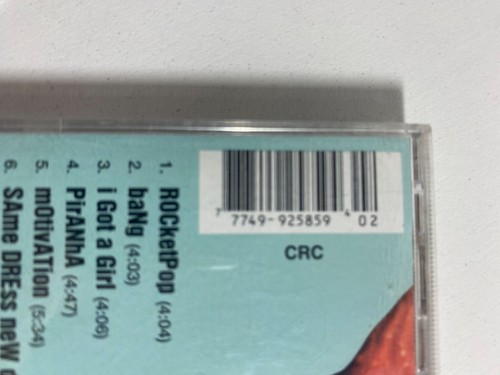 1. ROCketPop (4:04)
2. baNg (4:03)
3. i Got a Girl (4:06)
4. PirANhA (4:47)
5. mOtivATion (5:34)
6. SAme DREss neW
7 7749-925859 4 02
CRC